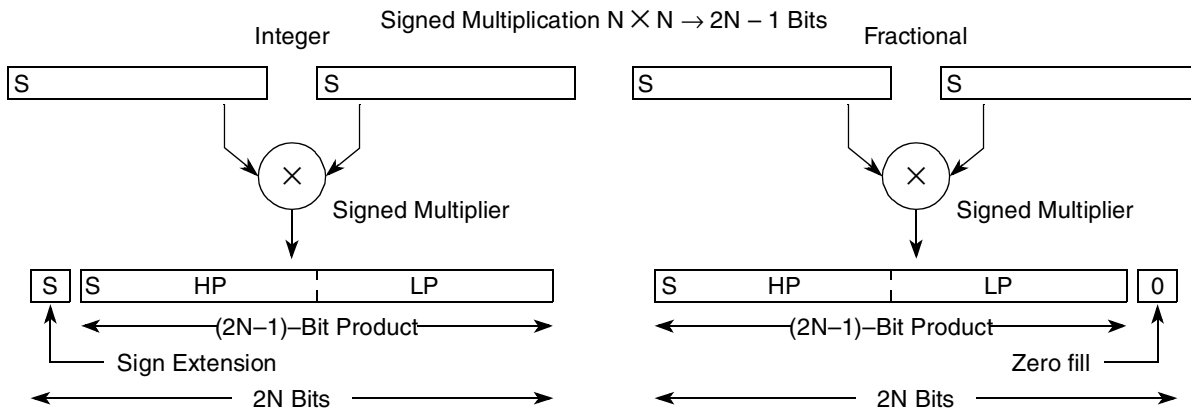 Signed Multiplication N × N → 2N – 1 Bits
Integer
Fractional
S
S
S
S
×
×
Signed Multiplier
Signed Multiplier
S
S
HP
LP
S
HP
LP
0
(2N–1)–Bit Product
(2N–1)–Bit Product
Sign Extension
Zero fill
2N Bits
2N Bits